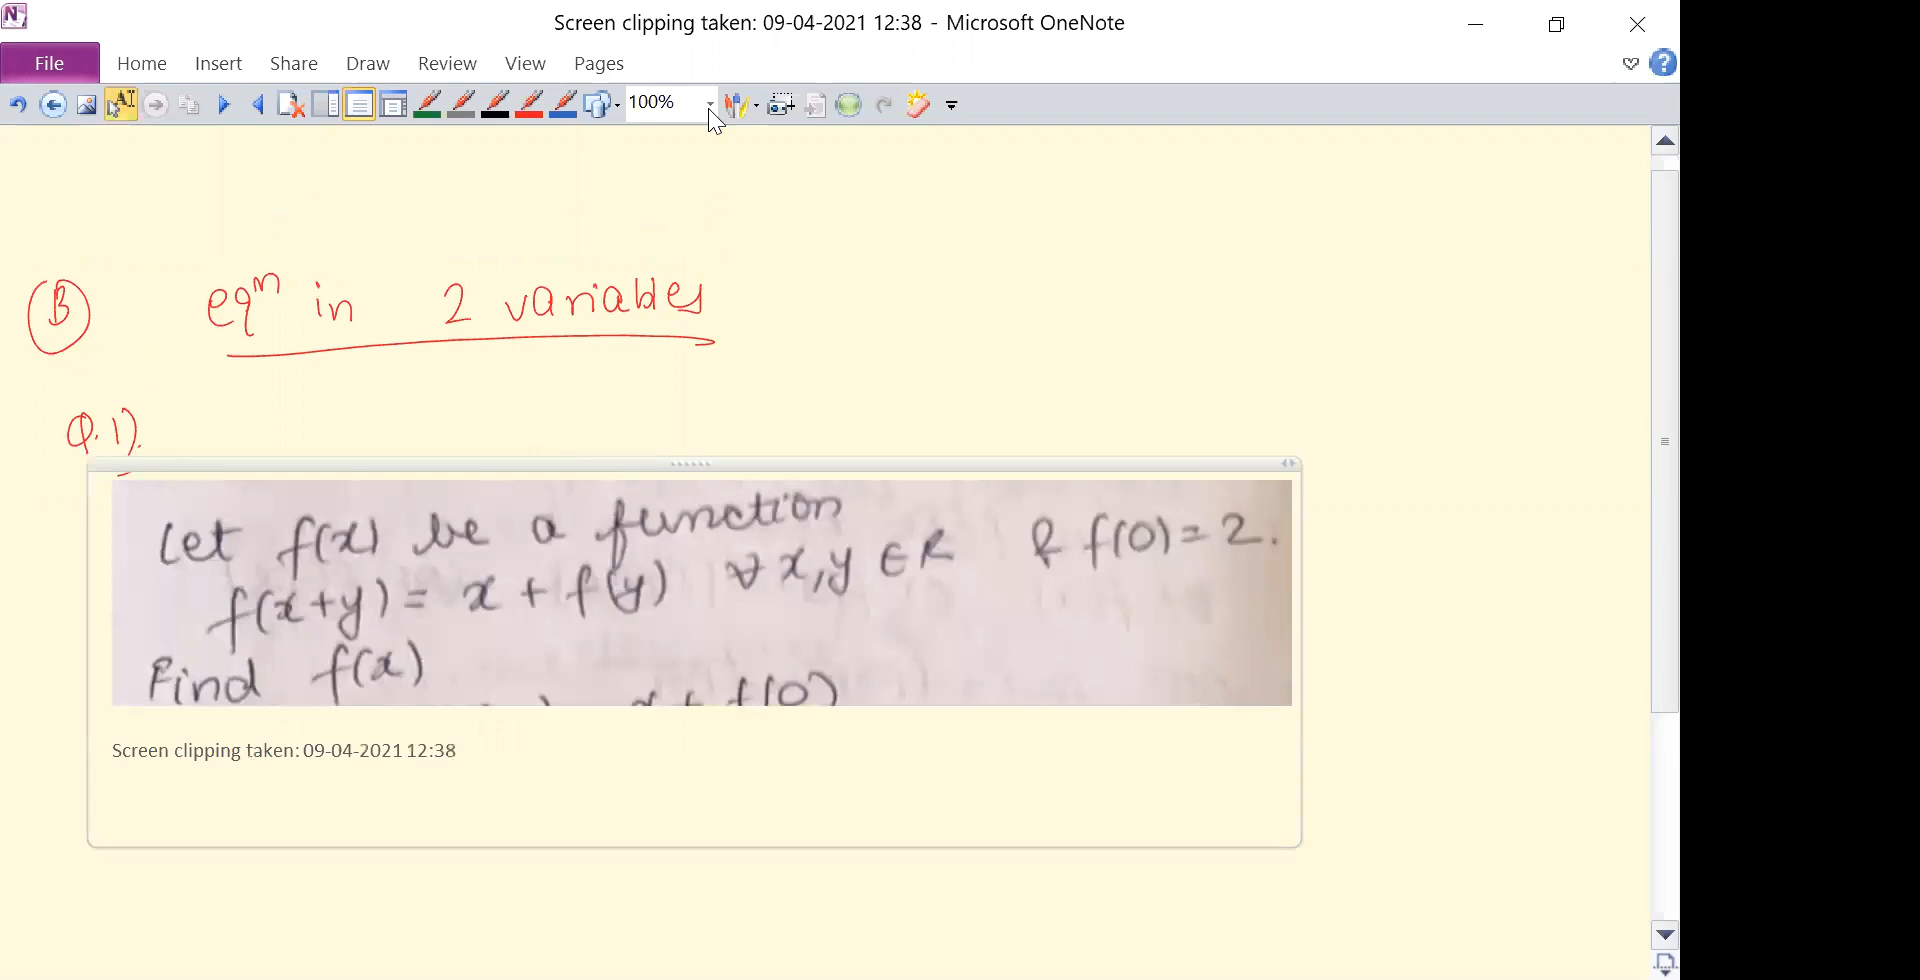 Screen clipping taken: 09-04-2021 12:38 - Microsoft OneNote
File Home Insert Share Draw Review View Pages
100%
B eqⁿ in 2 variables
Q.1).
Let f(x) be a function
f(x+y) = x + f(y) ∀ x,y ∈ R & f(0) = 2.
Find f(x)
x + f(0)
Screen clipping taken: 09-04-2021 12:38